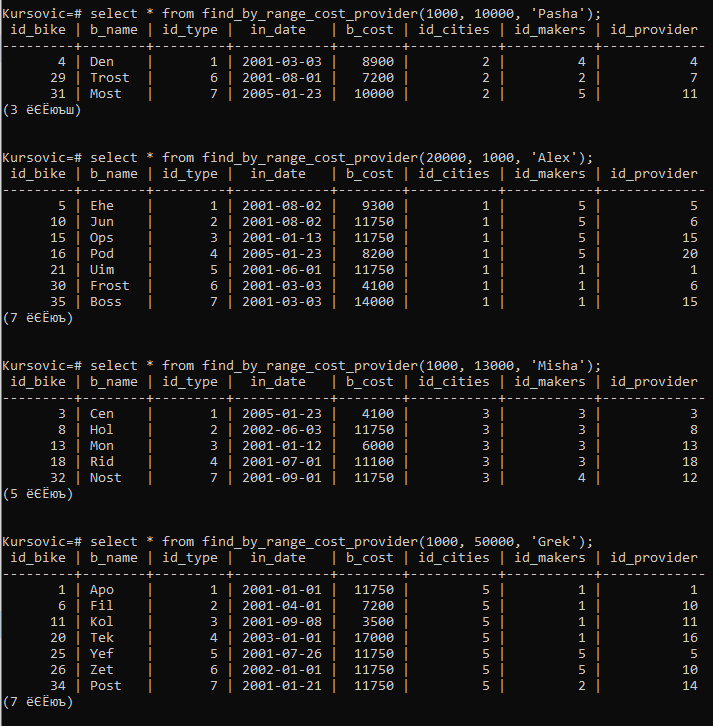 Kursovic=# select * from find_by_range_cost_provider(1000, 10000, 'Pasha');
 id_bike | b_name | id_type |  in_date   | b_cost | id_cities | id_makers | id_provider
---------+--------+---------+------------+--------+-----------+-----------+-------------
       4 | Den    |       1 | 2001-03-03 |   8900 |         2 |         4 |           4
      29 | Trost  |       6 | 2001-08-01 |   7200 |         2 |         2 |           7
      31 | Most   |       7 | 2005-01-23 |  10000 |         2 |         5 |          11
(3 ёЄЁюъш)
Kursovic=# select * from find_by_range_cost_provider(20000, 1000, 'Alex');
 id_bike | b_name | id_type |  in_date   | b_cost | id_cities | id_makers | id_provider
---------+--------+---------+------------+--------+-----------+-----------+-------------
       5 | Ehe    |       1 | 2001-08-02 |   9300 |         1 |         5 |           5
      10 | Jun    |       2 | 2001-08-02 |  11750 |         1 |         5 |           6
      15 | Ops    |       3 | 2001-01-13 |  11750 |         1 |         5 |          15
      16 | Pod    |       4 | 2005-01-23 |   8200 |         1 |         5 |          20
      21 | Uim    |       5 | 2001-06-01 |  11750 |         1 |         1 |           1
      30 | Frost  |       6 | 2001-03-03 |   4100 |         1 |         1 |           6
      35 | Boss   |       7 | 2001-03-03 |  14000 |         1 |         1 |          15
(7 ёЄЁюъ)
Kursovic=# select * from find_by_range_cost_provider(1000, 13000, 'Misha');
 id_bike | b_name | id_type |  in_date   | b_cost | id_cities | id_makers | id_provider
---------+--------+---------+------------+--------+-----------+-----------+-------------
       3 | Cen    |       1 | 2005-01-23 |   4100 |         3 |         3 |           3
       8 | Hol    |       2 | 2002-06-03 |  11750 |         3 |         3 |           8
      13 | Mon    |       3 | 2001-01-12 |   6000 |         3 |         3 |          13
      18 | Rid    |       4 | 2001-07-01 |  11100 |         3 |         3 |          18
      32 | Nost   |       7 | 2001-09-01 |  11750 |         3 |         4 |          12
(5 ёЄЁюъ)
Kursovic=# select * from find_by_range_cost_provider(1000, 50000, 'Grek');
 id_bike | b_name | id_type |  in_date   | b_cost | id_cities | id_makers | id_provider
---------+--------+---------+------------+--------+-----------+-----------+-------------
       1 | Apo    |       1 | 2001-01-01 |  11750 |         5 |         1 |           1
       6 | Fil    |       2 | 2001-04-01 |   7200 |         5 |         1 |          10
      11 | Kol    |       3 | 2001-09-08 |   3500 |         5 |         1 |          11
      20 | Tek    |       4 | 2003-01-01 |  17000 |         5 |         1 |          16
      25 | Yef    |       5 | 2001-07-26 |  11750 |         5 |         5 |           5
      26 | Zet    |       6 | 2002-01-01 |  11750 |         5 |         5 |          10
      34 | Post   |       7 | 2001-01-21 |  11750 |         5 |         2 |          14
(7 ёЄЁюъ)